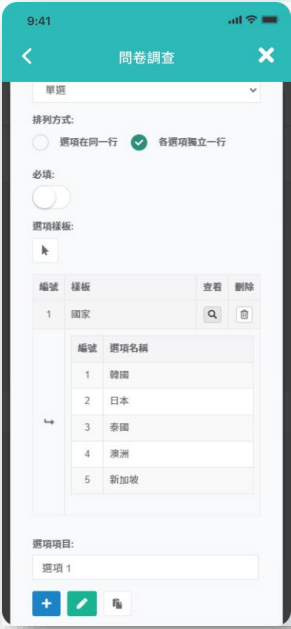 9:41
問卷調查
單選
排列方式:
選項在同一行 各選項獨立一行
必填:
選項樣板:
編號 樣板 查看 刪除
1 國家
編號 選項名稱
1 韓國
2 日本
3 泰國
4 澳洲
5 新加坡
選項項目:
選項 1